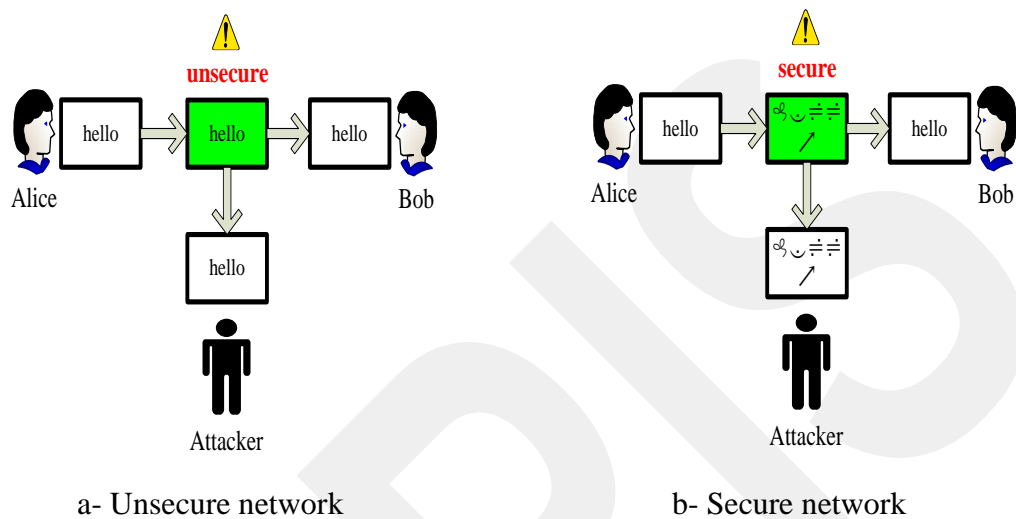 unsecure
hello
hello
hello
Alice
Bob
hello
Attacker
a- Unsecure network
secure
hello
hello
Alice
Bob
Attacker
b- Secure network